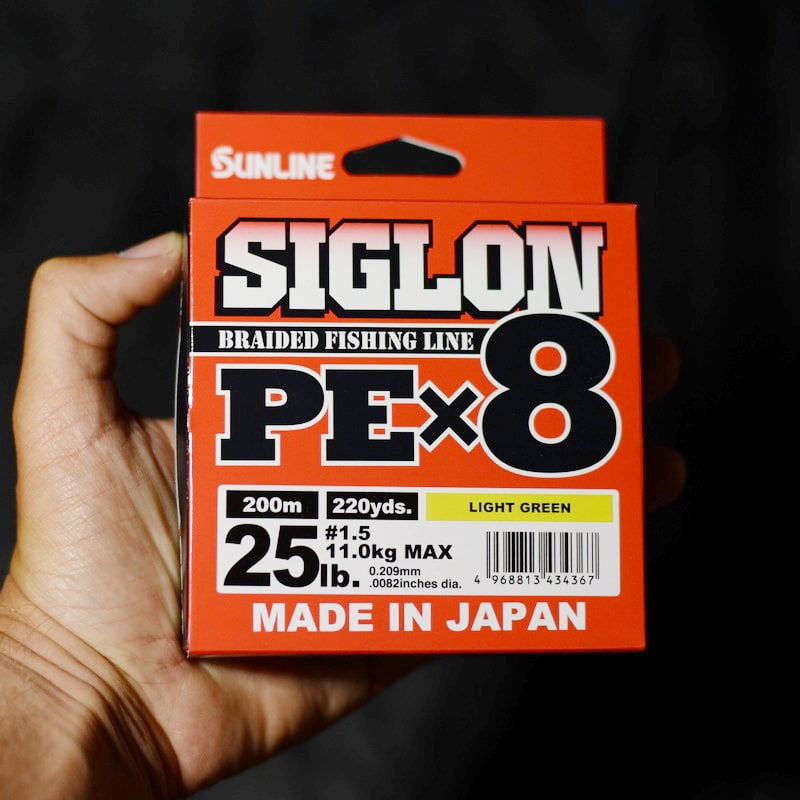 SUNLINE
SIGLON
BRAIDED FISHING LINE
PE×8
200m 220yds. LIGHT GREEN
25lb. #1.5
11.0kg MAX
0.209mm
.0082inches dia.
4 968813 434367
MADE IN JAPAN